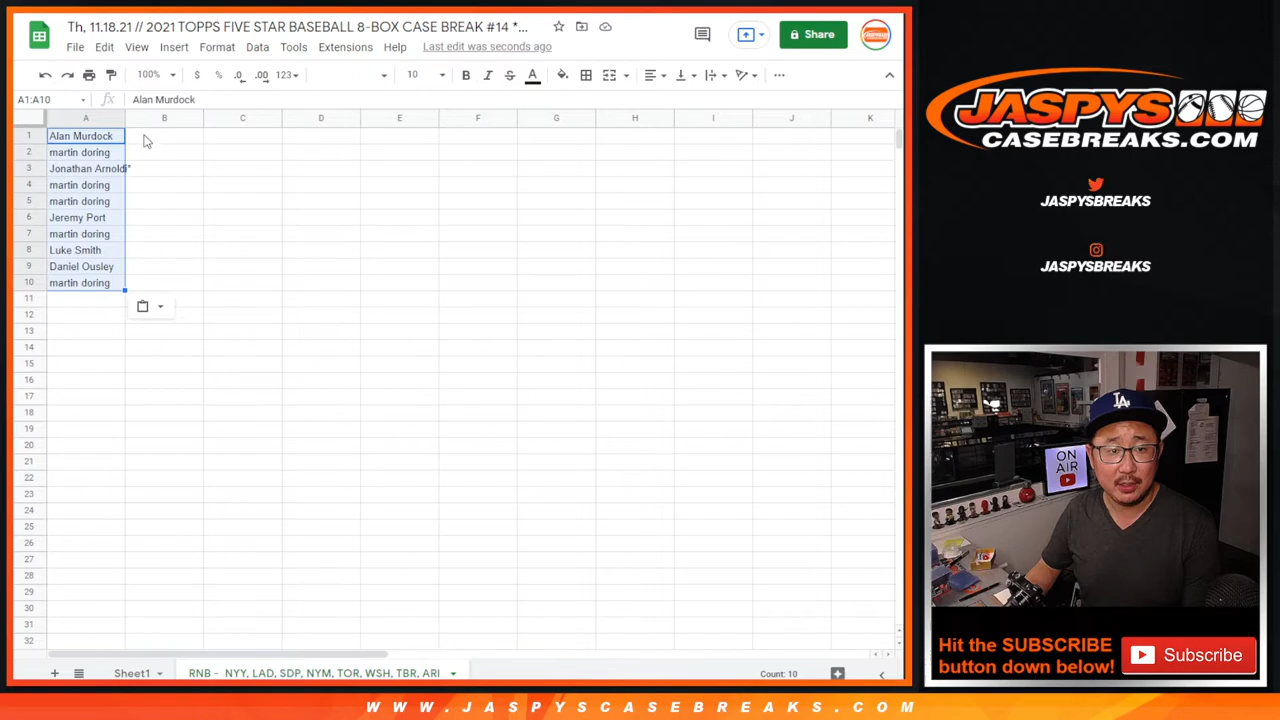 Th, 11.18.21 // 2021 TOPPS FIVE STAR BASEBALL 8-BOX CASE BREAK #14 *...
Share
File Edit View Insert Format Data Tools Extensions Help Last edit was seconds ago
100% $ % .0 .00 123 10 B I S A
A1:A10 fx Alan Murdock
A B C D E F G H I J K
1 Alan Murdock
2 martin doring
3 Jonathan Arnoldi*
4 martin doring
5 martin doring
6 Jeremy Port
7 martin doring
8 Luke Smith
9 Daniel Ousley
10 martin doring
11
12
13
14
15
16
17
18
19
20
21
22
23
24
25
26
27
28
29
30
31
32
Sheet1 RNB - NYY, LAD, SDP, NYM, TOR, WSH, TBR, ARI Count: 10
JASPYS
CASEBREAKS.COM
JASPYSBREAKS
JASPYSBREAKS
LA
ON
AIR
Hit the SUBSCRIBE
button down below!
Subscribe
WWW.JASPYSCASEBREAKS.COM